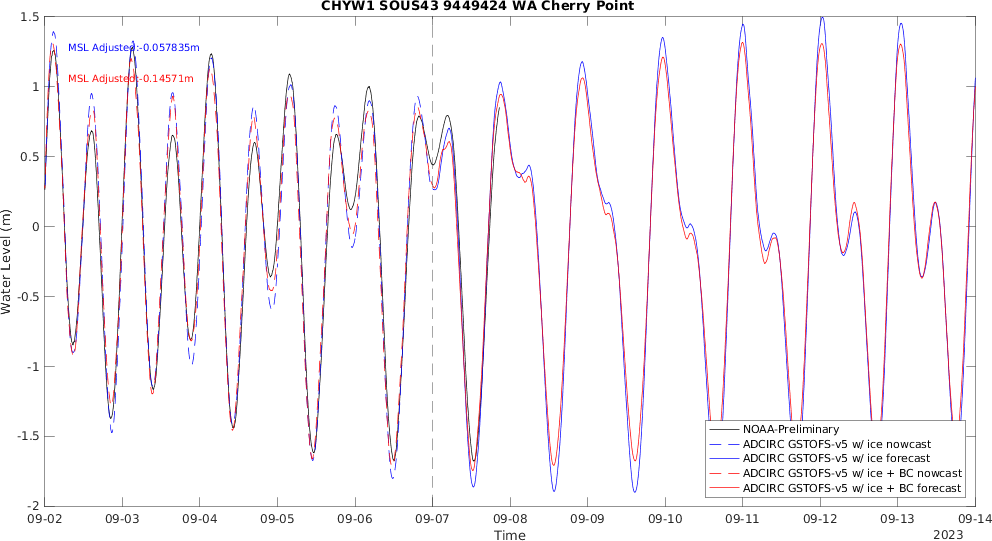 CHYW1 SOUS43 9449424 WA Cherry Point
MSL Adjusted:-0.057835m
MSL Adjusted:-0.14571m
Water Level (m)
1.5
1
0.5
0
-0.5
-1
-1.5
-2
NOAA-Preliminary
ADCIRC GSTOFS-v5 w/ ice nowcast
ADCIRC GSTOFS-v5 w/ ice forecast
ADCIRC GSTOFS-v5 w/ ice + BC nowcast
ADCIRC GSTOFS-v5 w/ ice + BC forecast
09-02 09-03 09-04 09-05 09-06 09-07 09-08 09-09 09-10 09-11 09-12 09-13 09-14
Time
2023